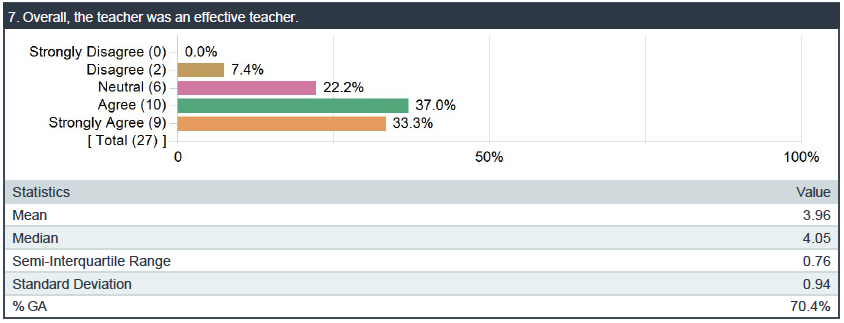 7. Overall, the teacher was an effective teacher.
Strongly Disagree (0) 0.0%
Disagree (2) 7.4%
Neutral (6) 22.2%
Agree (10) 37.0%
Strongly Agree (9) 33.3%
[ Total (27) ]
0 50% 100%
Statistics Value
Mean 3.96
Median 4.05
Semi-Interquartile Range 0.76
Standard Deviation 0.94
% GA 70.4%